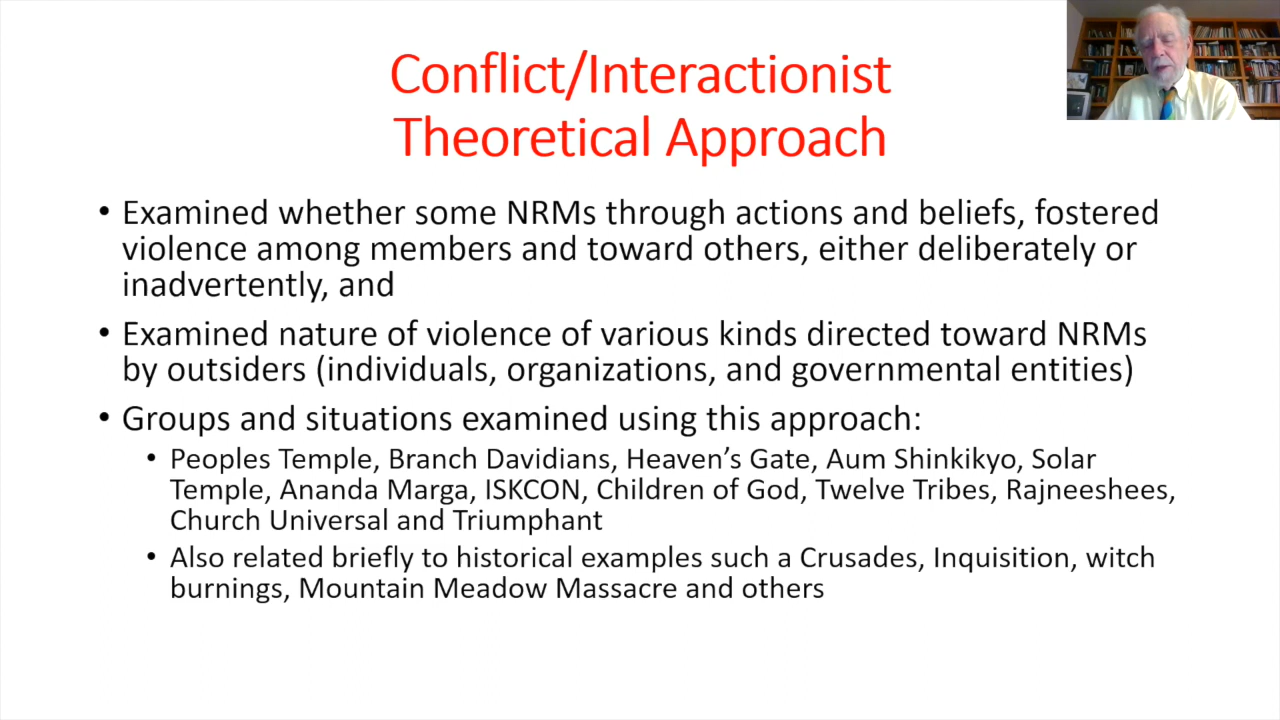 Conflict/Interactionist
Theoretical Approach
• Examined whether some NRMs through actions and beliefs, fostered
violence among members and toward others, either deliberately or
inadvertently, and
• Examined nature of violence of various kinds directed toward NRMs
by outsiders (individuals, organizations, and governmental entities)
• Groups and situations examined using this approach:
• Peoples Temple, Branch Davidians, Heaven’s Gate, Aum Shinkikyo, Solar
Temple, Ananda Marga, ISKCON, Children of God, Twelve Tribes, Rajneeshees,
Church Universal and Triumphant
• Also related briefly to historical examples such a Crusades, Inquisition, witch
burnings, Mountain Meadow Massacre and others